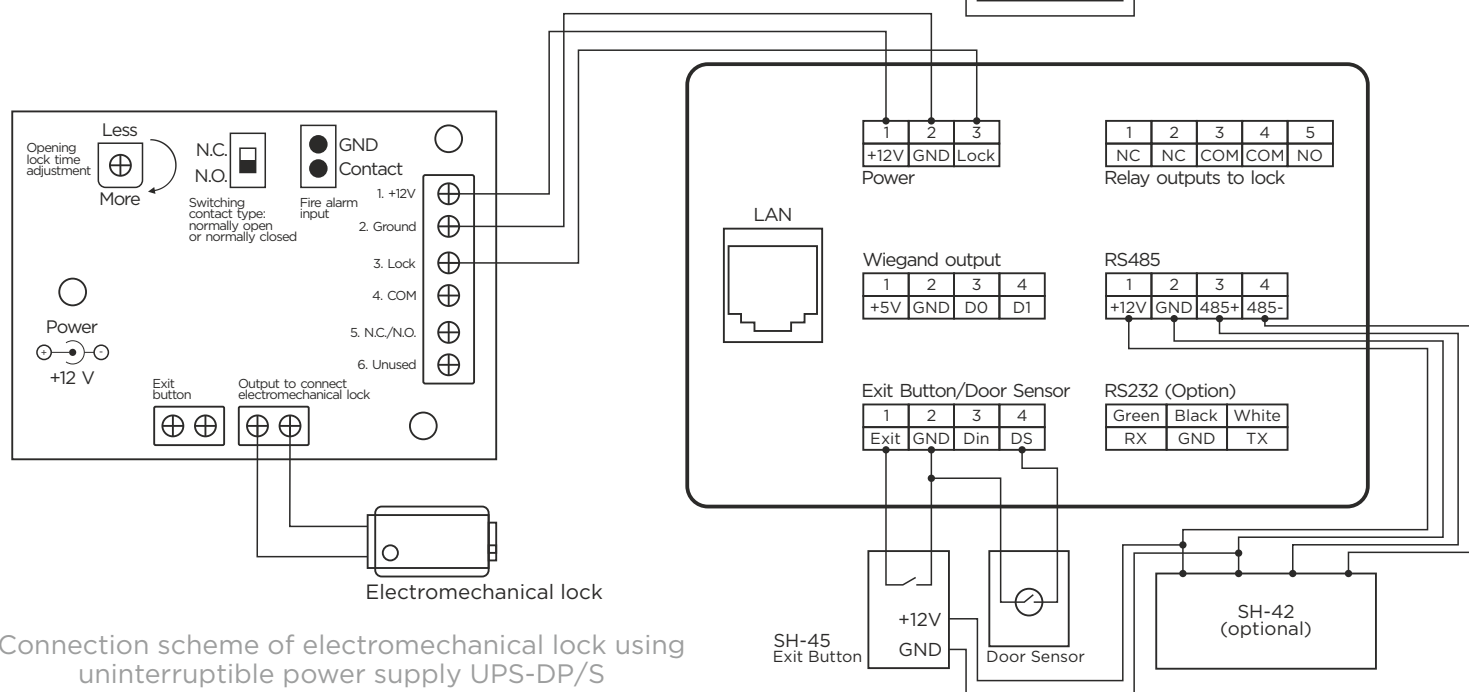 Opening
lock time
adjustment
Less
More
N.C.
N.O.
Switching
contact type:
normally open
or normally closed
GND
Contact
Fire alarm
input
1. +12V
2. Ground
3. Lock
4. COM
5. N.C./N.O.
6. Unused
Power
+ -
+12 V
Exit
button
Output to connect
electromechanical lock
Electromechanical lock
Connection scheme of electromechanical lock using
uninterruptible power supply UPS-DP/S
LAN
1 2 3
+12V GND Lock
Power
1 2 3 4 5
NC NC COM COM NO
Relay outputs to lock
Wiegand output
1 2 3 4
+5V GND D0 D1
RS485
1 2 3 4
+12V GND 485+ 485-
Exit Button/Door Sensor
1 2 3 4
Exit GND Din DS
RS232 (Option)
Green Black White
RX GND TX
+12V
GND
SH-45
Exit Button
Door Sensor
SH-42
(optional)